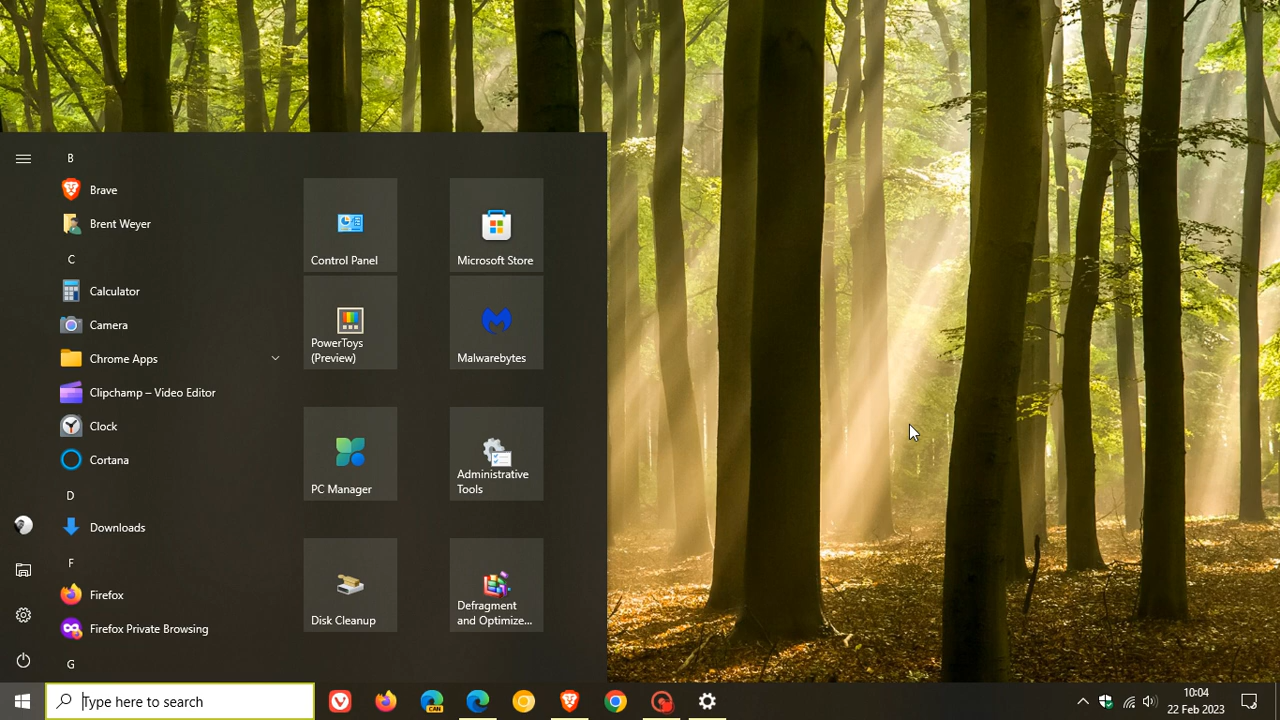 B
Brave
Brent Weyer
C
Calculator
Camera
Chrome Apps
Clipchamp – Video Editor
Clock
Cortana
D
Downloads
F
Firefox
Firefox Private Browsing
G
Control Panel
Microsoft Store
PowerToys
(Preview)
Malwarebytes
PC Manager
Administrative
Tools
Disk Cleanup
Defragment
and Optimize...
Type here to search
CAN
10:04
22 Feb 2023